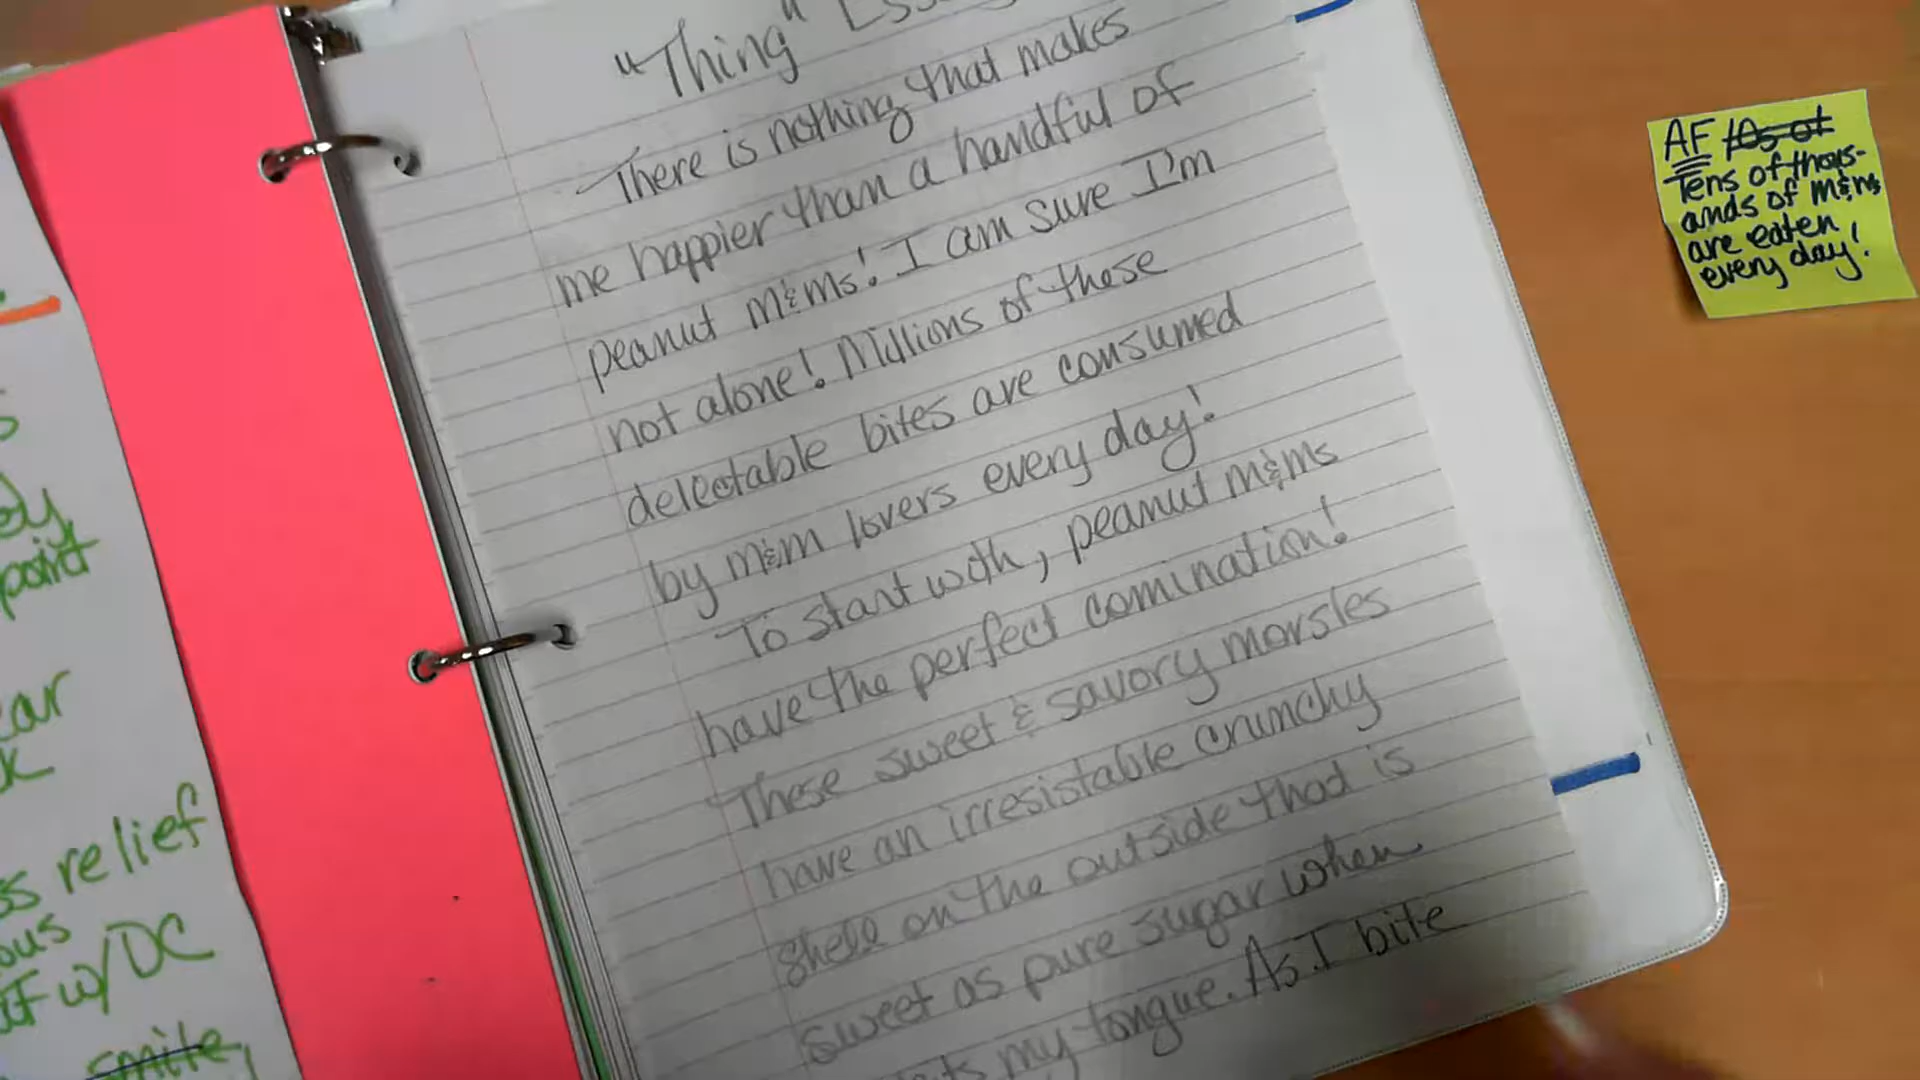 "Thing"
There is nothing that makes
me happier than a handful of
peanut m&ms! I am sure I'm
not alone! Millions of these
delectable bites are consumed
by m&m lovers every day!
To start with, peanut m&ms
have the perfect comination!
These sweet & savory morsles
have an irresistable crunchy
shell on the outside that is
sweet as pure sugar when
my tongue. As I bite
AF
Tens of thous-
ands of m&ms
are eaten
every day!
point
relief
w/DC
smile,